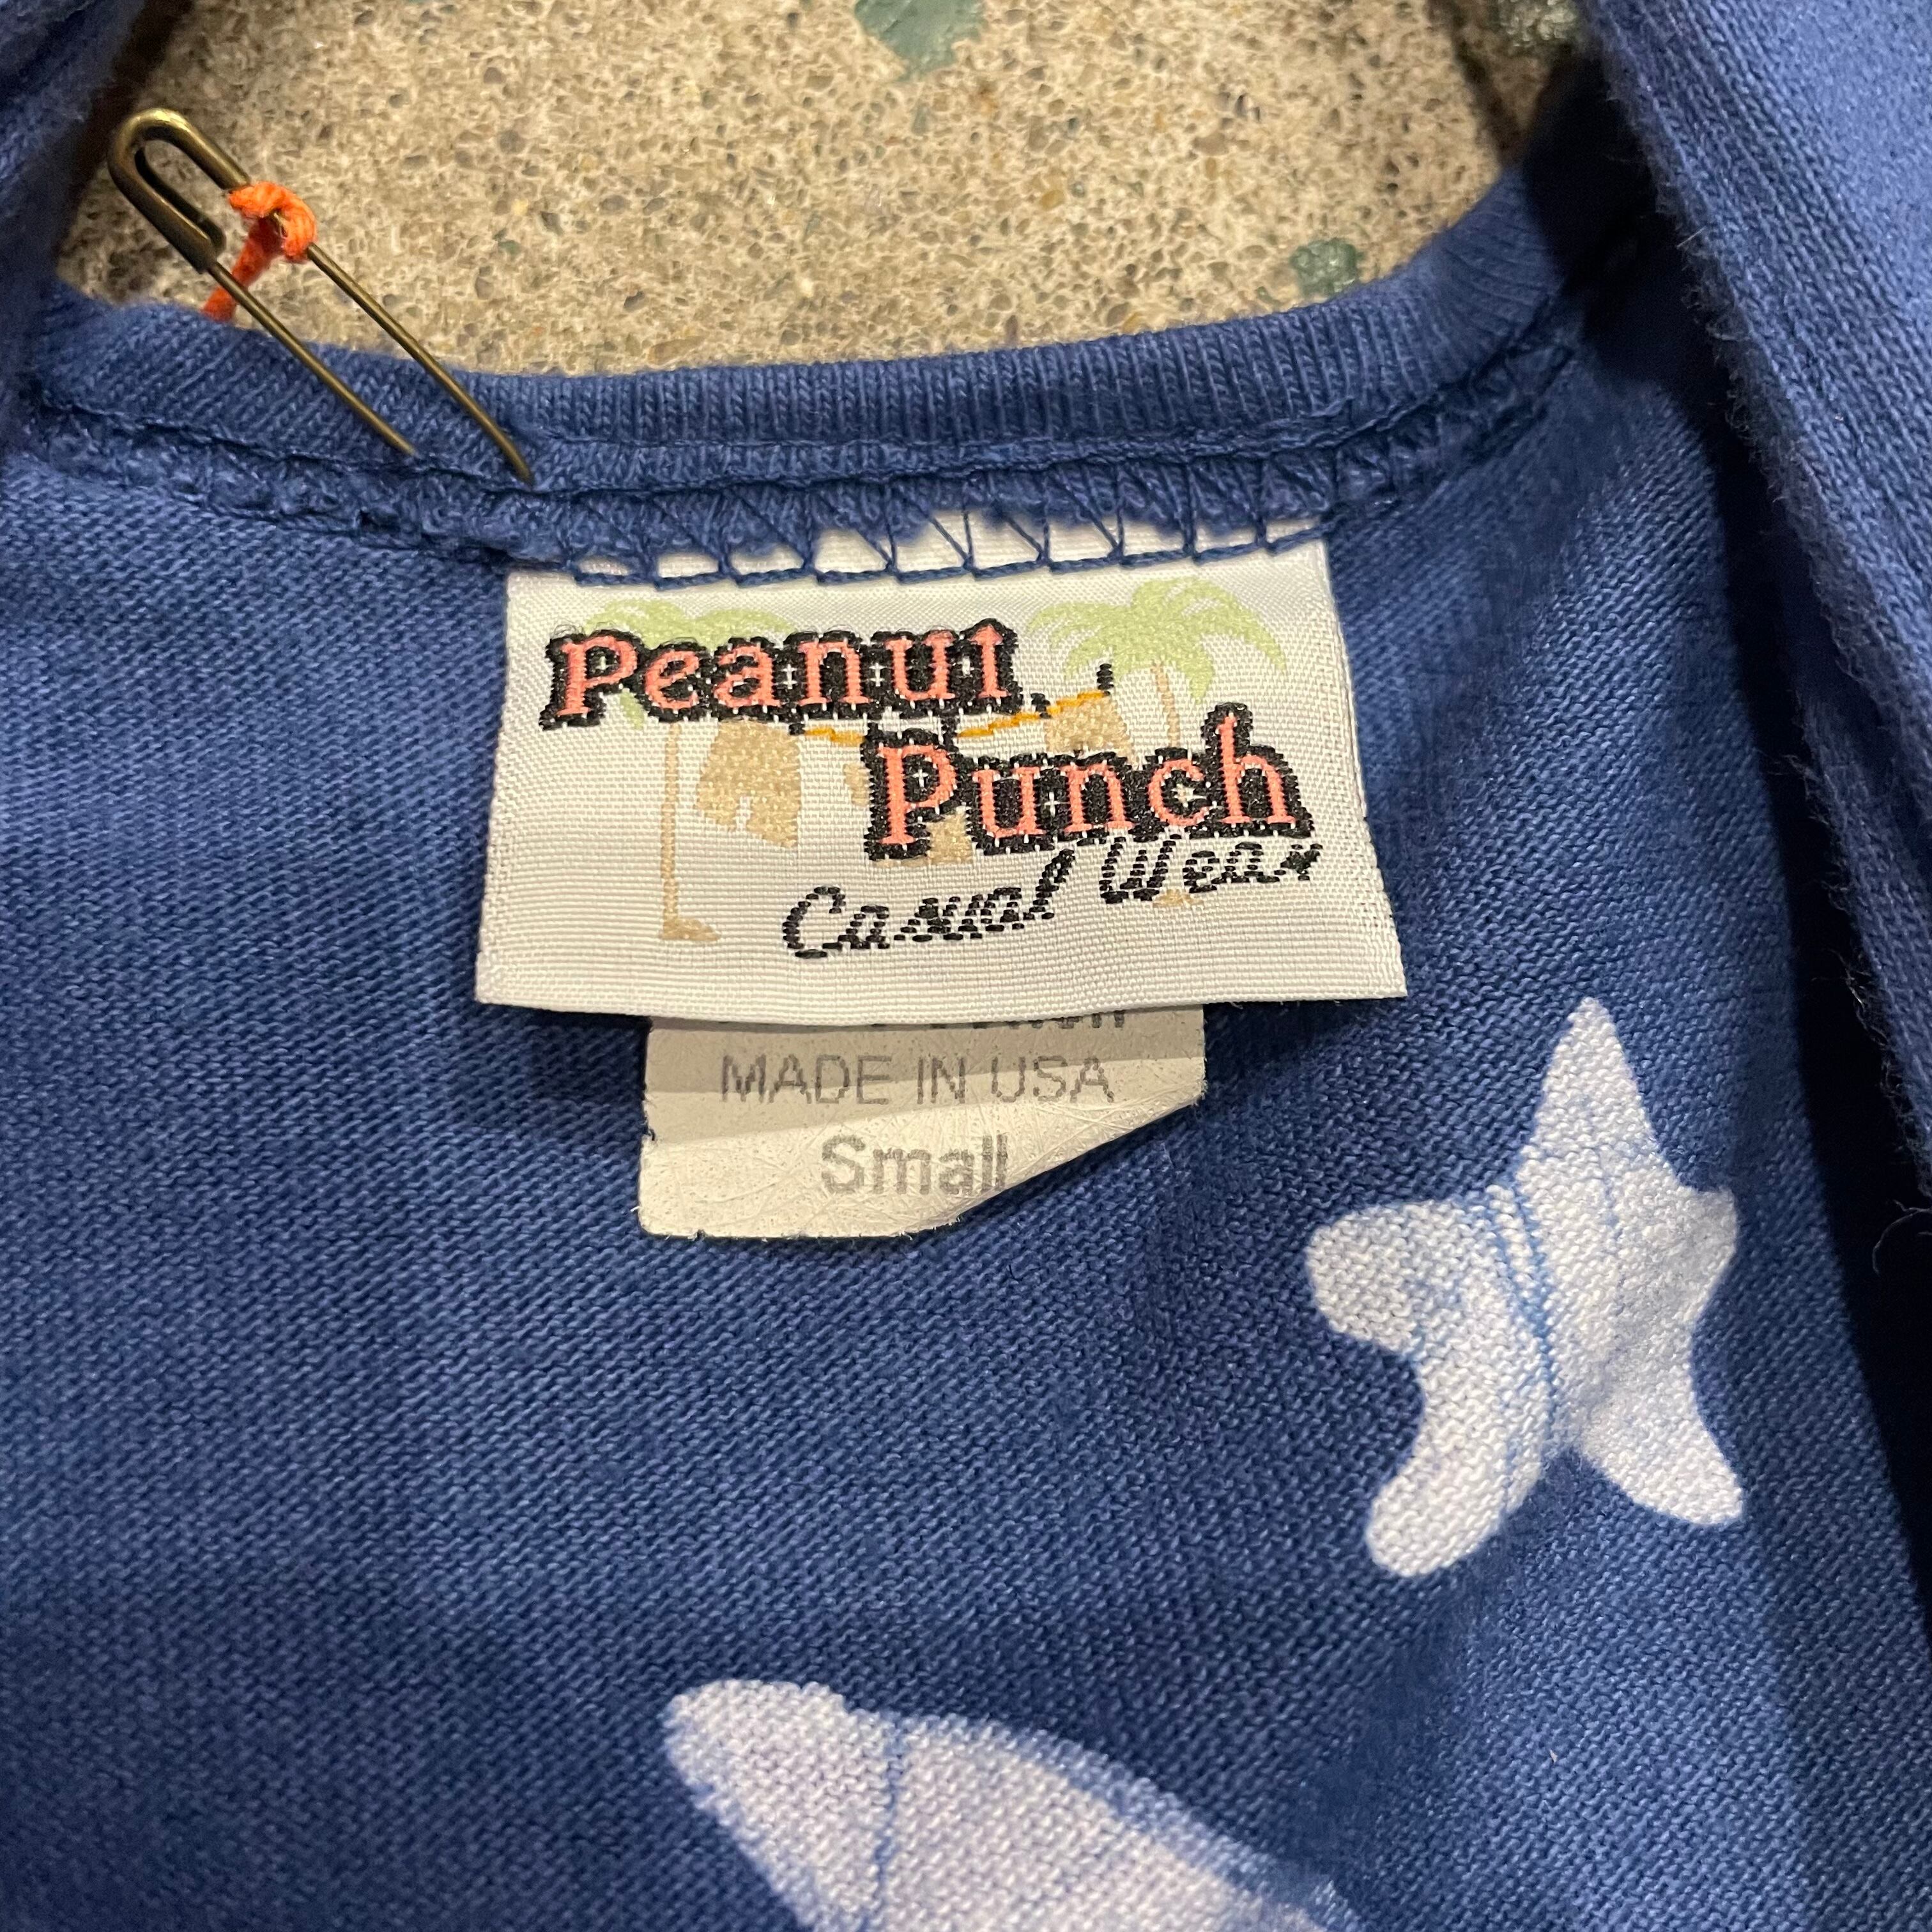 Peanut
Punch
Casual Wear
MADE IN USA
Small